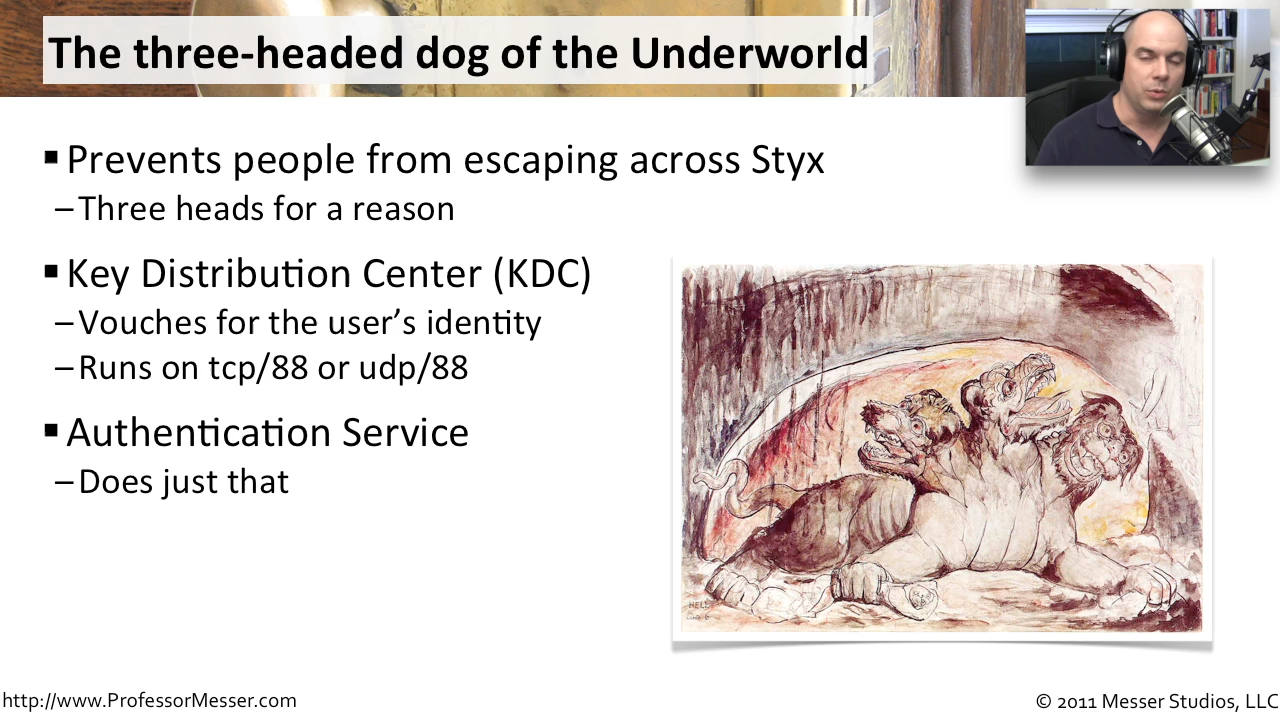 The three-headed dog of the Underworld
▪ Prevents people from escaping across Styx
– Three heads for a reason
▪ Key Distribution Center (KDC)
– Vouches for the user’s identity
– Runs on tcp/88 or udp/88
▪ Authentication Service
– Does just that
HELL
http://www.ProfessorMesser.com
© 2011 Messer Studios, LLC